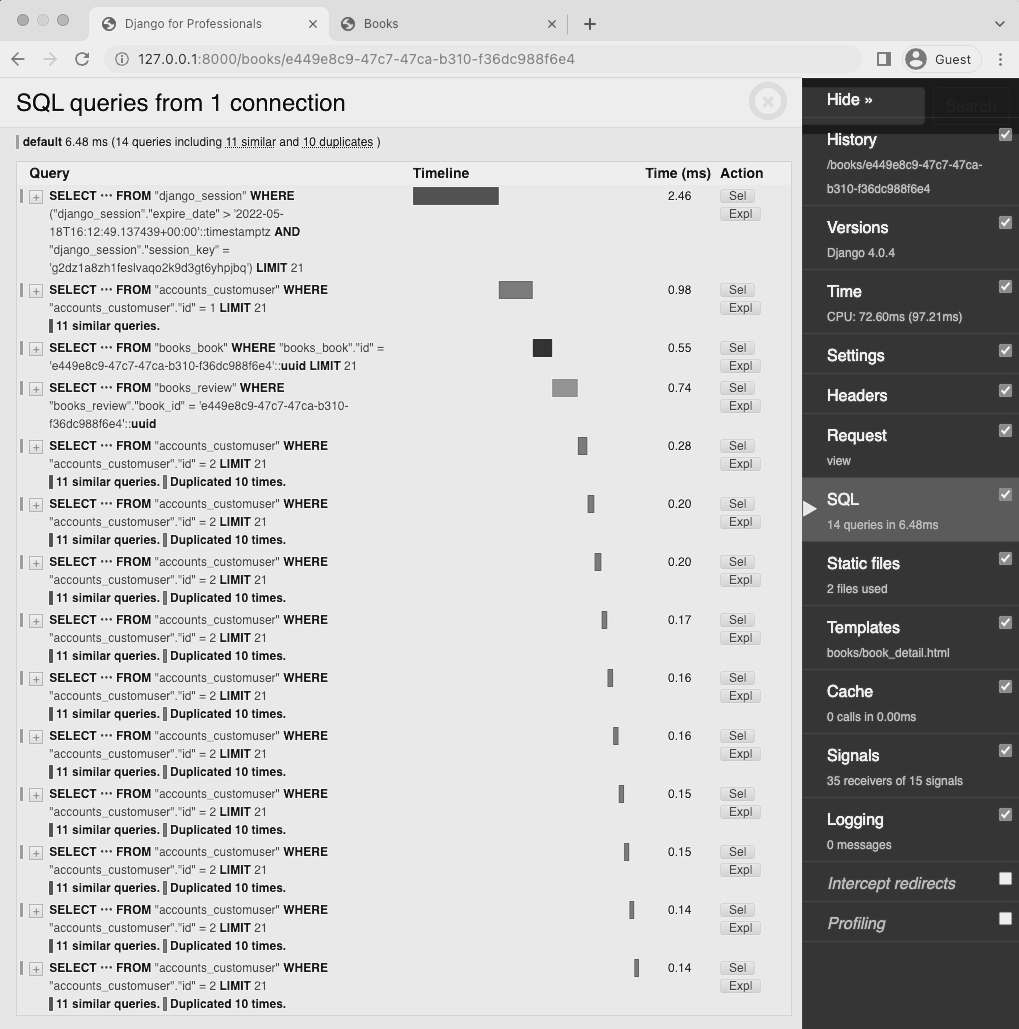 Django for Professionals
Books
127.0.0.1:8000/books/e449e8c9-47c7-47ca-b310-f36dc988f6e4
Guest
SQL queries from 1 connection
default 6.48 ms (14 queries including 11 similar and 10 duplicates )
Query Timeline Time (ms) Action
SELECT ••• FROM "django_session" WHERE 2.46 Sel
("django_session"."expire_date" > '2022-05- Expl
18T16:12:49.137439+00:00'::timestamptz AND
"django_session"."session_key" =
'g2dz1a8zh1feslvaqo2k9d3gt6yhpjbq') LIMIT 21
SELECT ••• FROM "accounts_customuser" WHERE 0.98 Sel
"accounts_customuser"."id" = 1 LIMIT 21 Expl
11 similar queries.
SELECT ••• FROM "books_book" WHERE "books_book"."id" = 0.55 Sel
'e449e8c9-47c7-47ca-b310-f36dc988f6e4'::uuid LIMIT 21 Expl
SELECT ••• FROM "books_review" WHERE 0.74 Sel
"books_review"."book_id" = 'e449e8c9-47c7-47ca-b310- Expl
f36dc988f6e4'::uuid
SELECT ••• FROM "accounts_customuser" WHERE 0.28 Sel
"accounts_customuser"."id" = 2 LIMIT 21 Expl
11 similar queries. Duplicated 10 times.
SELECT ••• FROM "accounts_customuser" WHERE 0.20 Sel
"accounts_customuser"."id" = 2 LIMIT 21 Expl
11 similar queries. Duplicated 10 times.
SELECT ••• FROM "accounts_customuser" WHERE 0.20 Sel
"accounts_customuser"."id" = 2 LIMIT 21 Expl
11 similar queries. Duplicated 10 times.
SELECT ••• FROM "accounts_customuser" WHERE 0.17 Sel
"accounts_customuser"."id" = 2 LIMIT 21 Expl
11 similar queries. Duplicated 10 times.
SELECT ••• FROM "accounts_customuser" WHERE 0.16 Sel
"accounts_customuser"."id" = 2 LIMIT 21 Expl
11 similar queries. Duplicated 10 times.
SELECT ••• FROM "accounts_customuser" WHERE 0.16 Sel
"accounts_customuser"."id" = 2 LIMIT 21 Expl
11 similar queries. Duplicated 10 times.
SELECT ••• FROM "accounts_customuser" WHERE 0.15 Sel
"accounts_customuser"."id" = 2 LIMIT 21 Expl
11 similar queries. Duplicated 10 times.
SELECT ••• FROM "accounts_customuser" WHERE 0.15 Sel
"accounts_customuser"."id" = 2 LIMIT 21 Expl
11 similar queries. Duplicated 10 times.
SELECT ••• FROM "accounts_customuser" WHERE 0.14 Sel
"accounts_customuser"."id" = 2 LIMIT 21 Expl
11 similar queries. Duplicated 10 times.
SELECT ••• FROM "accounts_customuser" WHERE 0.14 Sel
"accounts_customuser"."id" = 2 LIMIT 21 Expl
11 similar queries. Duplicated 10 times.
Hide »
Search
History
/books/e449e8c9-47c7-47ca-
b310-f36dc988f6e4
Versions
Django 4.0.4
Time
CPU: 72.60ms (97.21ms)
Settings
Headers
Request
view
SQL
14 queries in 6.48ms
Static files
2 files used
Templates
books/book_detail.html
Cache
0 calls in 0.00ms
Signals
35 receivers of 15 signals
Logging
0 messages
Intercept redirects
Profiling